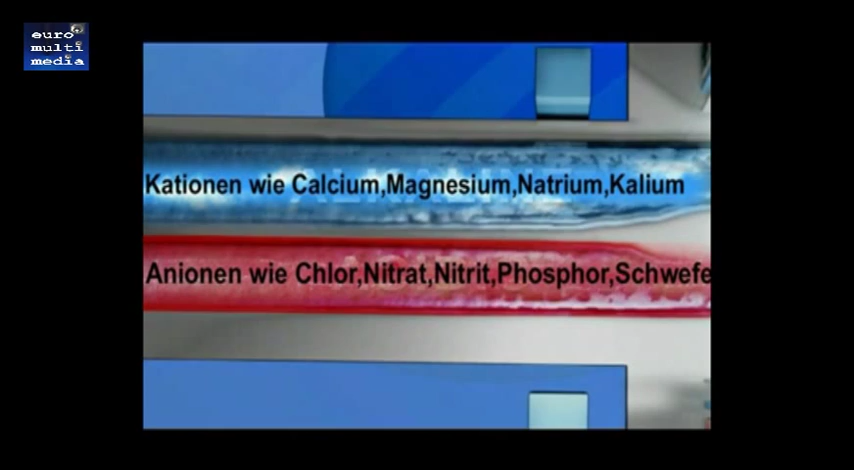 euro
multi
media
Kationen wie Calcium,Magnesium,Natrium,Kalium
Anionen wie Chlor,Nitrat,Nitrit,Phosphor,Schwefe